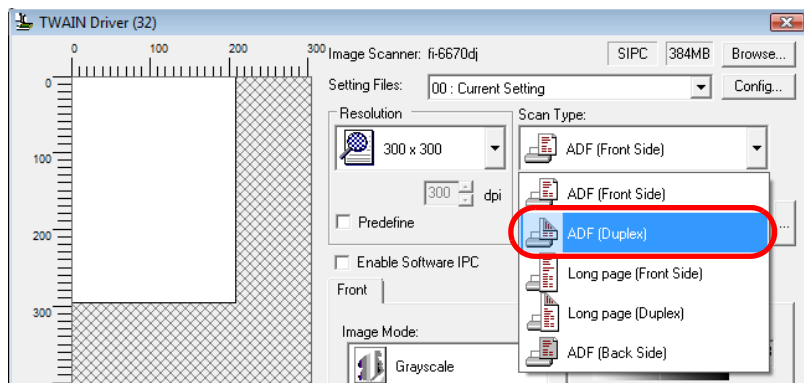 TWAIN Driver (32)
0 100 200 300
Image Scanner: fi-6670dj SIPC 384MB Browse...
Setting Files: 00 : Current Setting Config...
Resolution Scan Type:
300 x 300 ADF (Front Side)
300 dpi ADF (Front Side)
Predefine ADF (Duplex) ...
Enable Software IPC Long page (Front Side)
Front Long page (Duplex)
Image Mode: ADF (Back Side)
Grayscale
0
100
200
300